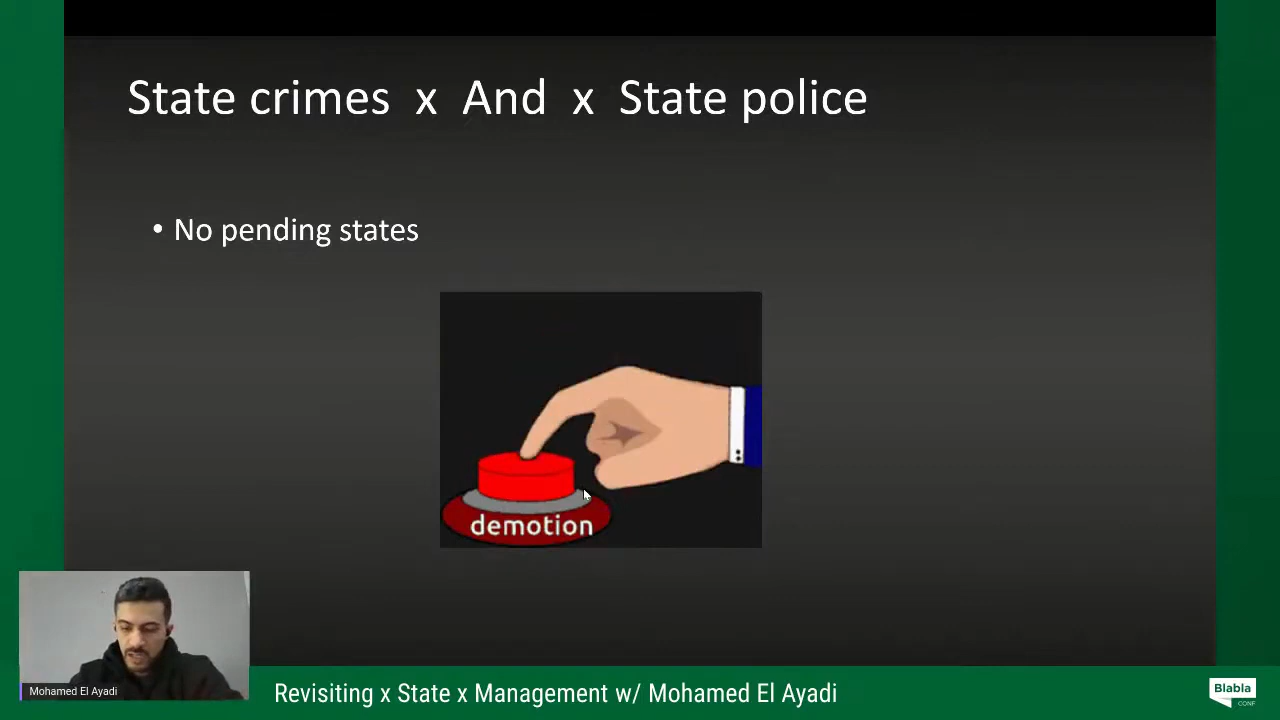 State crimes x And x State police
• No pending states
demotion
Mohamed El Ayadi
Revisiting x State x Management w/ Mohamed El Ayadi
Blabla
CONF